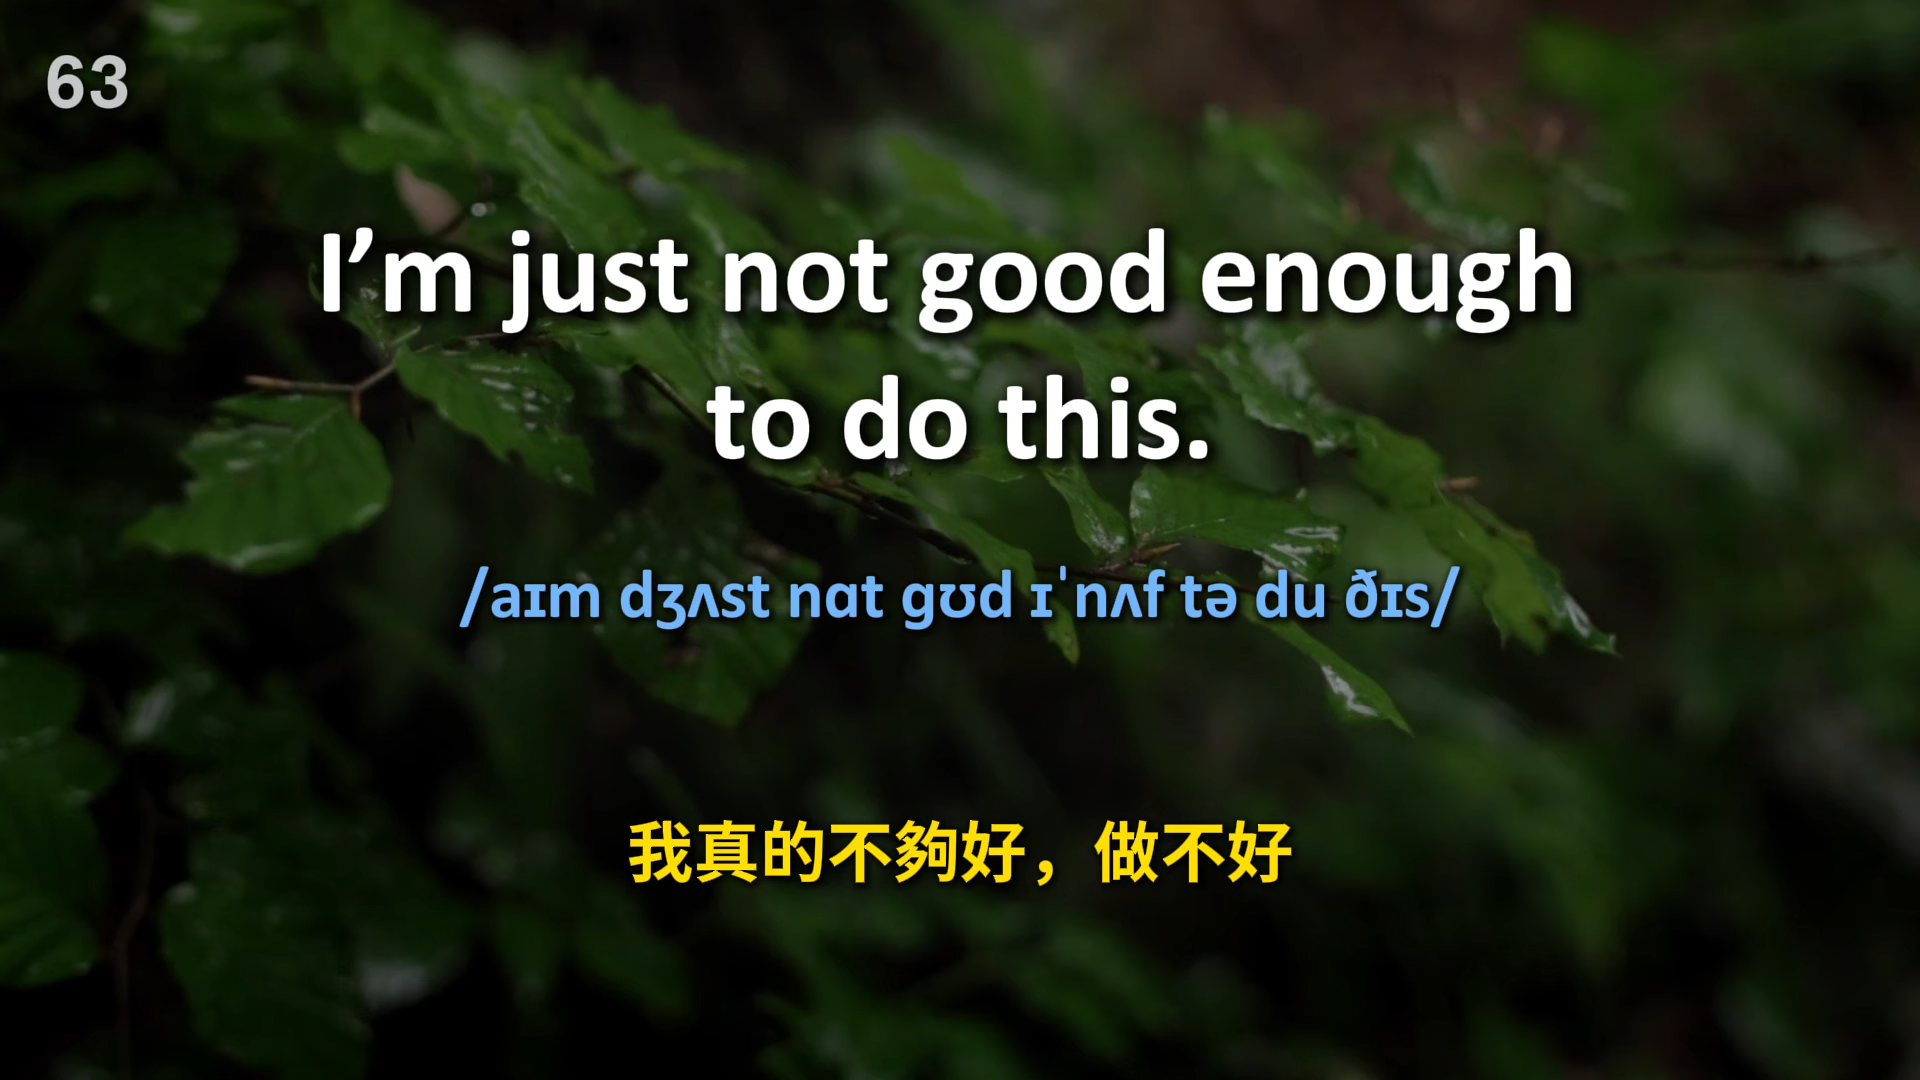 63
I’m just not good enough
to do this.
/aɪm dʒʌst nɑt gʊd ɪˈnʌf tə du ðɪs/
我真的不夠好，做不好